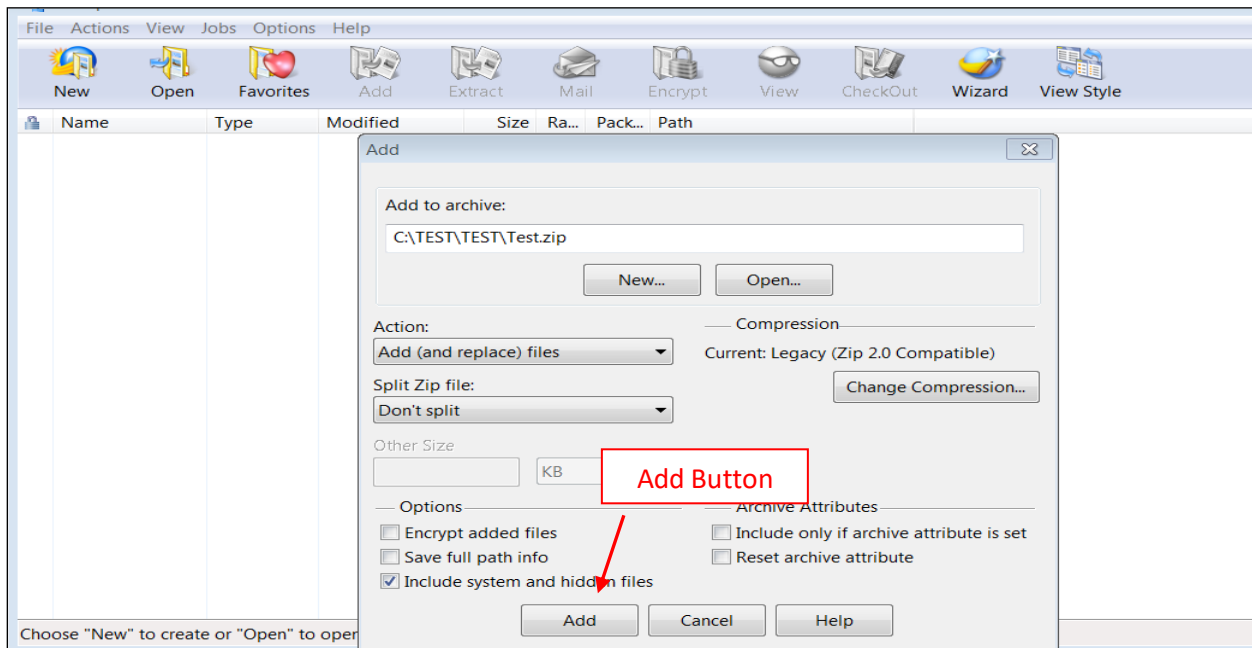 File Actions View Jobs Options Help
New Open Favorites Add Extract Mail Encrypt View CheckOut Wizard View Style
Name Type Modified Size Ra... Pack... Path
Add
Add to archive:
C:\TEST\TEST\Test.zip
New... Open...
Action: Compression
Add (and replace) files Current: Legacy (Zip 2.0 Compatible)
Split Zip file: Change Compression...
Don't split
Other Size
KB
Add Button
Options Archive Attributes
Encrypt added files Include only if archive attribute is set
Save full path info Reset archive attribute
Include system and hidden files
Add Cancel Help
Choose "New" to create or "Open" to oper